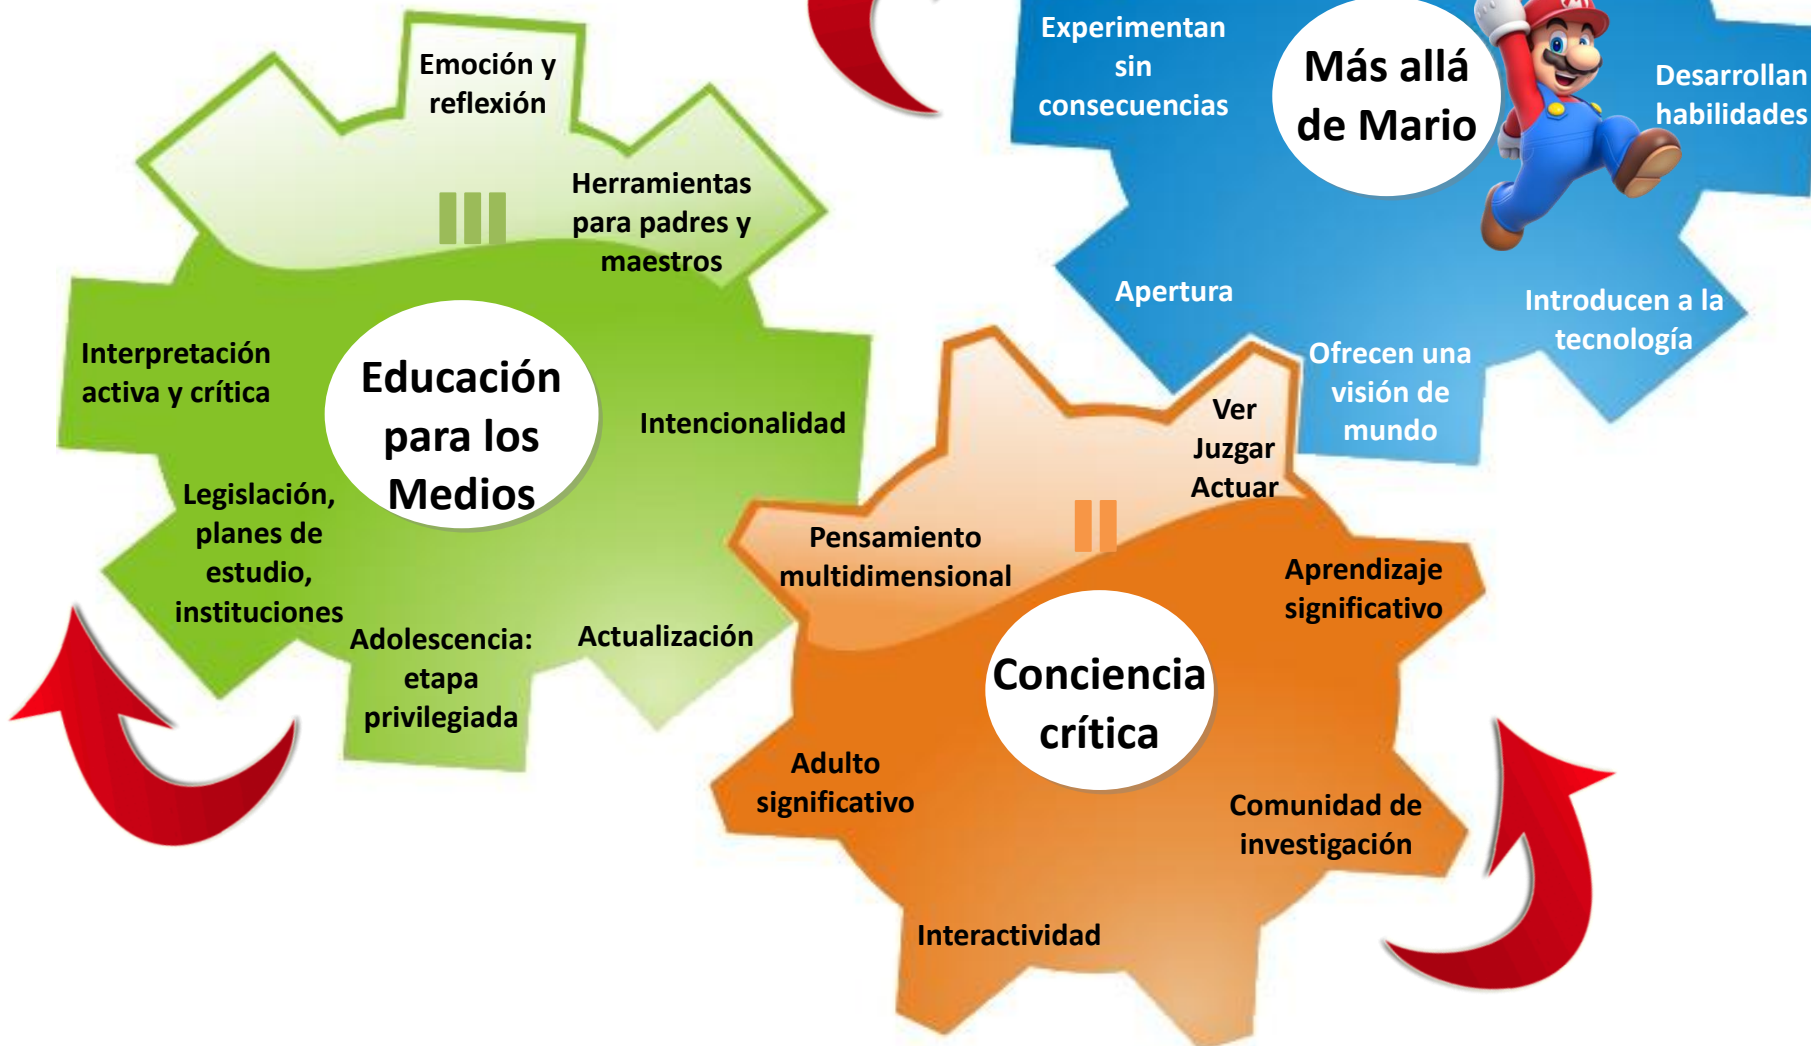 Experimentan
sin
consecuencias
Más allá
de Mario
M
Desarrollan
habilidades
Apertura
Ofrecen una
visión de
mundo
Introducen a la
tecnología
Emoción y
reflexión
III
Herramientas
para padres y
maestros
Interpretación
activa y crítica
Educación
para los
Medios
Intencionalidad
Legislación,
planes de
estudio,
instituciones
Adolescencia:
etapa
privilegiada
Actualización
Ver
Juzgar
Actuar
II
Pensamiento
multidimensional
Aprendizaje
significativo
Conciencia
crítica
Adulto
significativo
Comunidad de
investigación
Interactividad